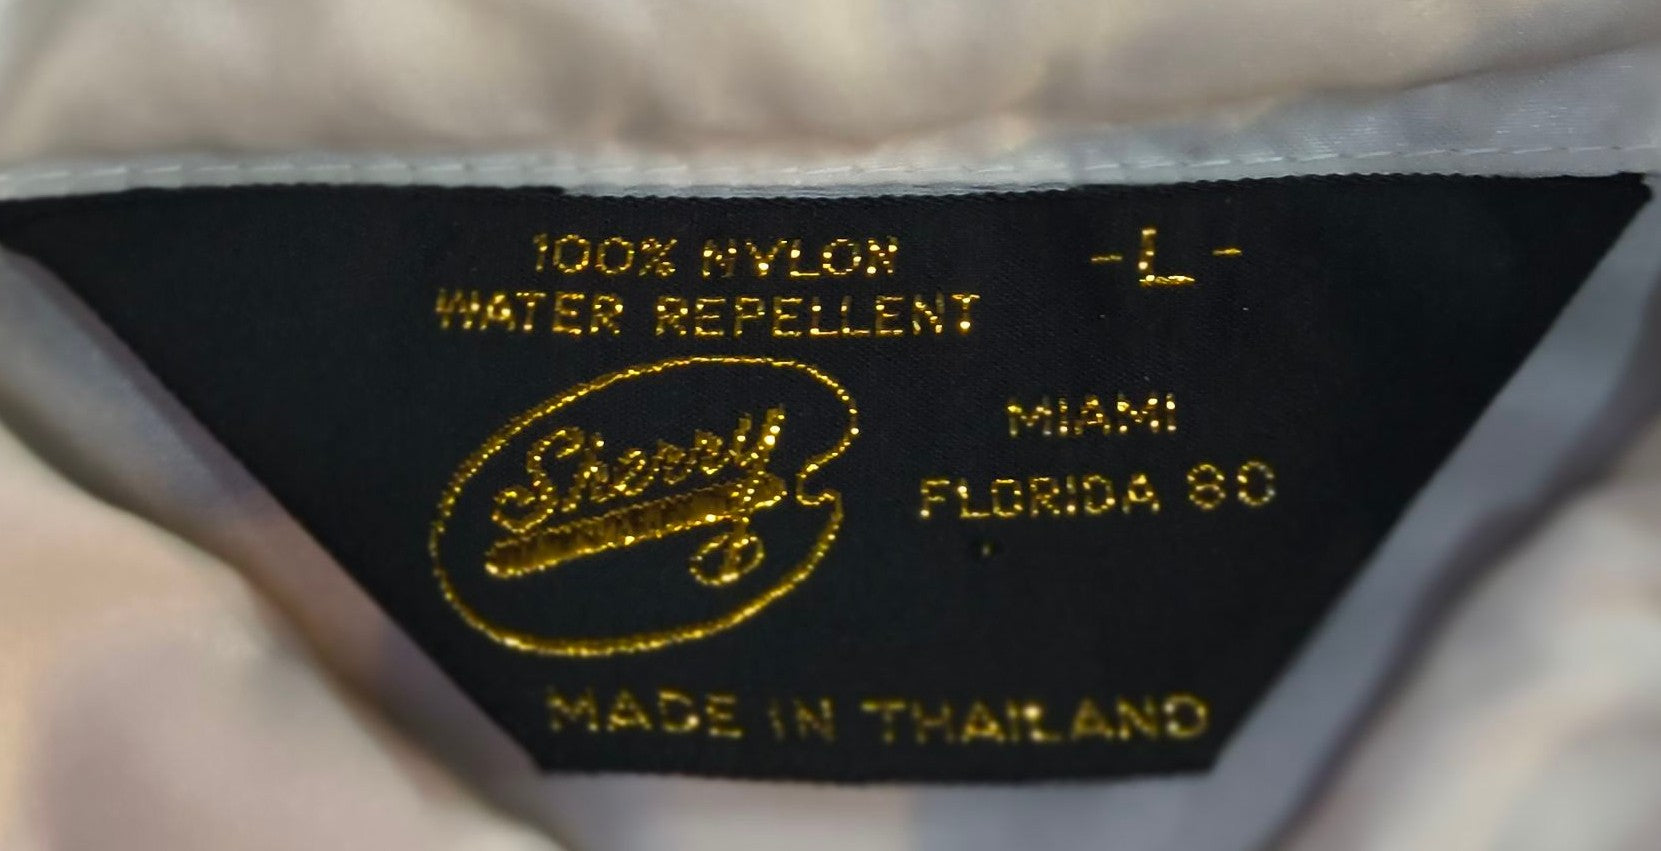 100% NYLON
WATER REPELLENT
-L-
Sherry
MIAMI
FLORIDA 80
MADE IN THAILAND